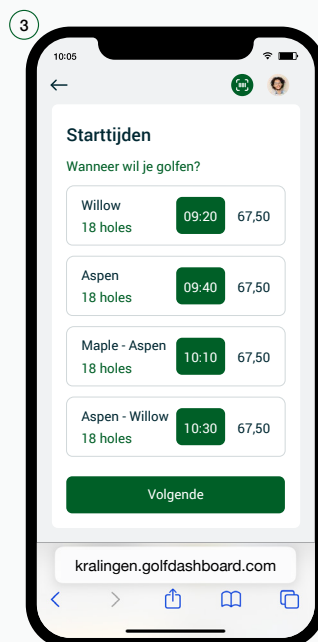 3
10:05
Starttijden
Wanneer wil je golfen?
Willow
18 holes
09:20
67,50
Aspen
18 holes
09:40
67,50
Maple - Aspen
18 holes
10:10
67,50
Aspen - Willow
18 holes
10:30
67,50
Volgende
kralingen.golfdashboard.com